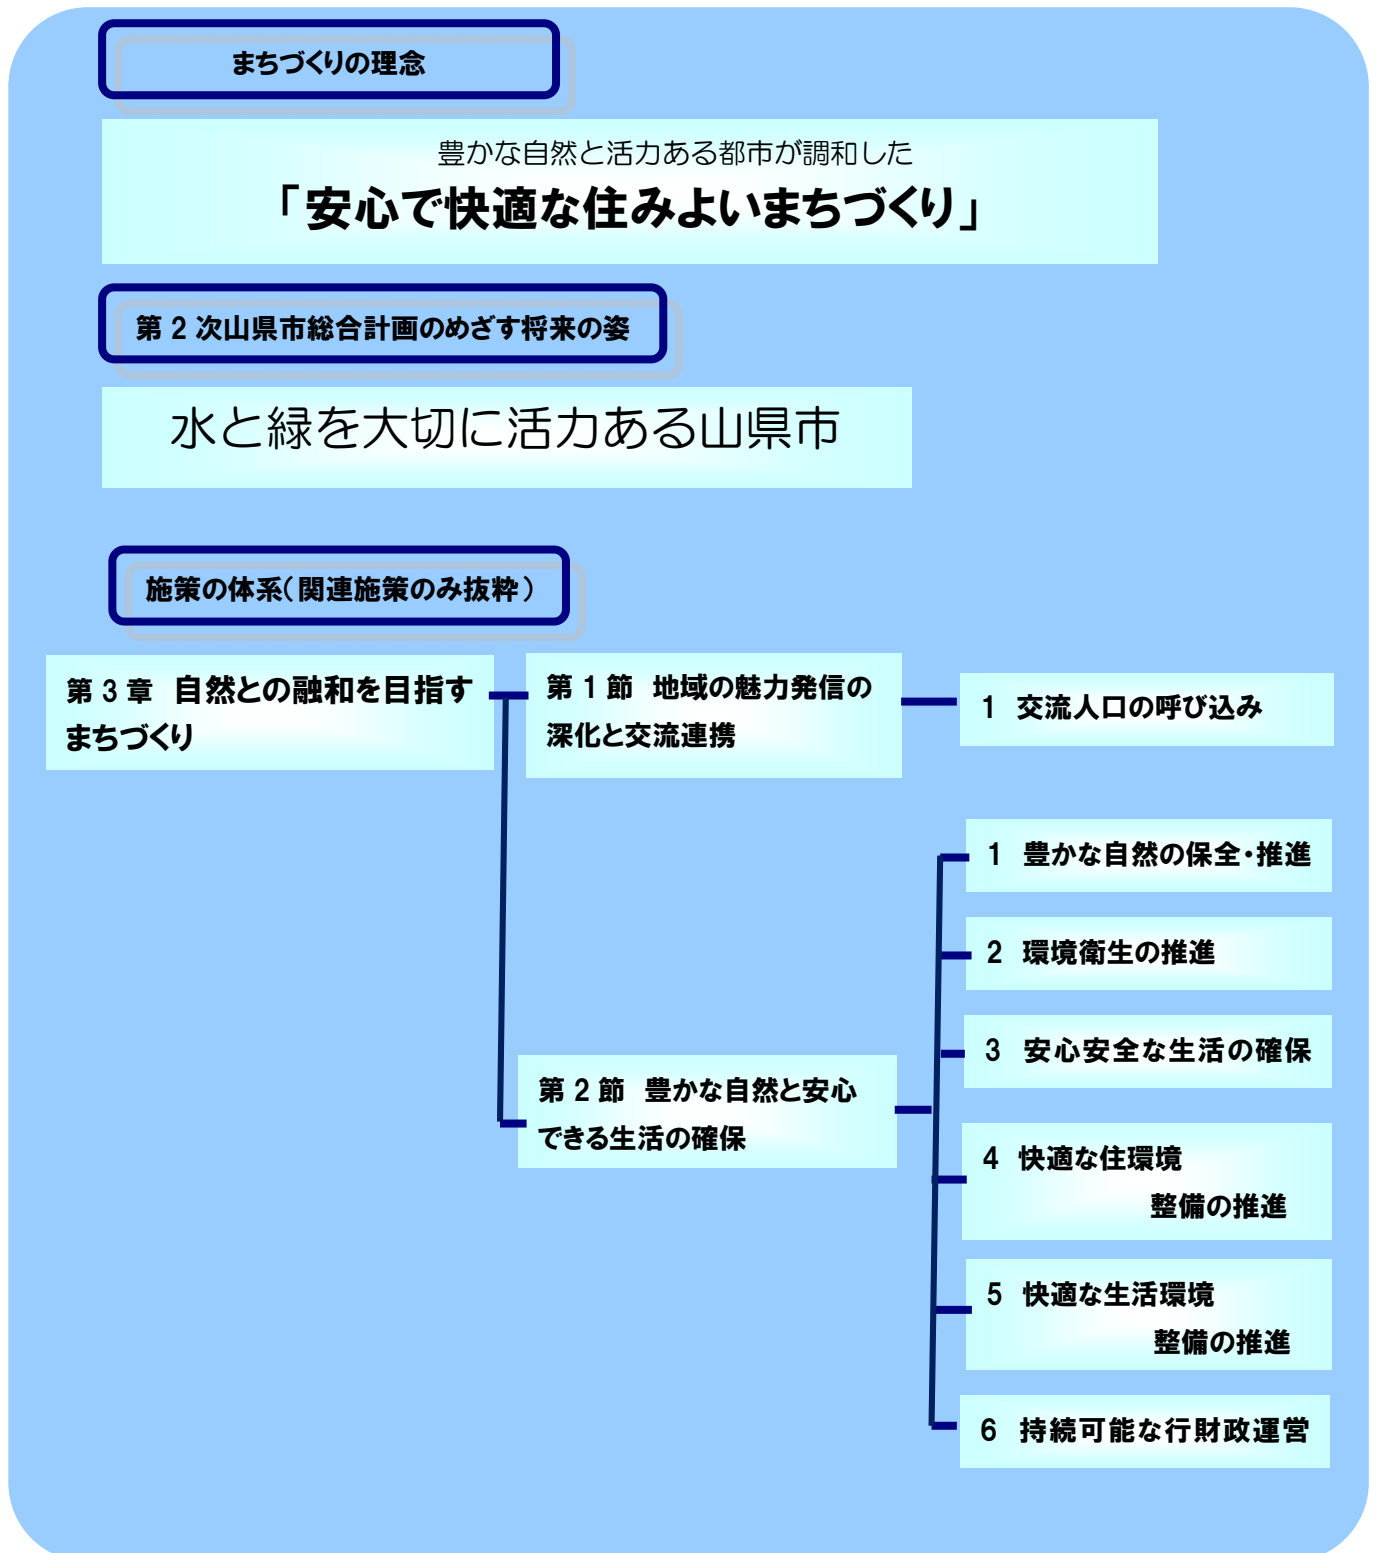 まちづくりの理念
豊かな自然と活力ある都市が調和した
「安心で快適な住みよいまちづくり」
第２次山県市総合計画のめざす将来の姿
水と緑を大切に活力ある山県市
施策の体系（関連施策のみ抜粋）
第３章　自然との融和を目指す
まちづくり
第１節　地域の魅力発信の
深化と交流連携
１　交流人口の呼び込み
１　豊かな自然の保全・推進
２　環境衛生の推進
３　安心安全な生活の確保
第２節　豊かな自然と安心
できる生活の確保
４　快適な住環境
整備の推進
５　快適な生活環境
整備の推進
６　持続可能な行財政運営